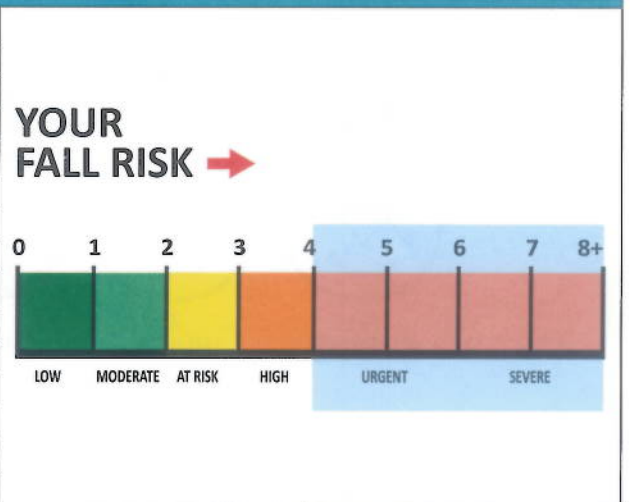 YOUR
FALL RISK
0 1 2 3 4 5 6 7 8+
LOW MODERATE AT RISK HIGH URGENT SEVERE